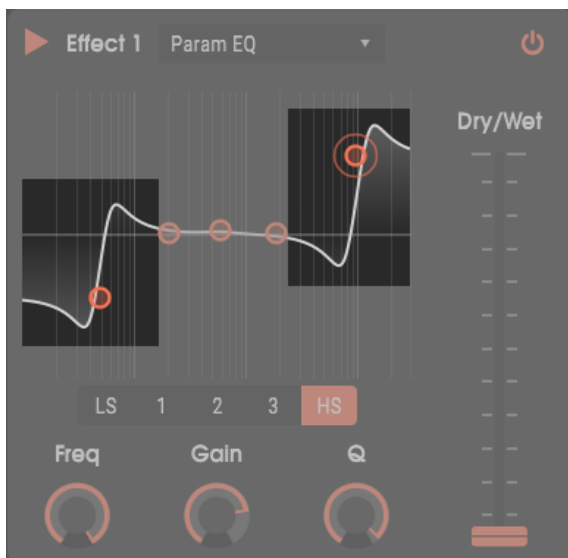 Effect 1 Param EQ
Dry/Wet
LS 1 2 3 HS
Freq Gain Q